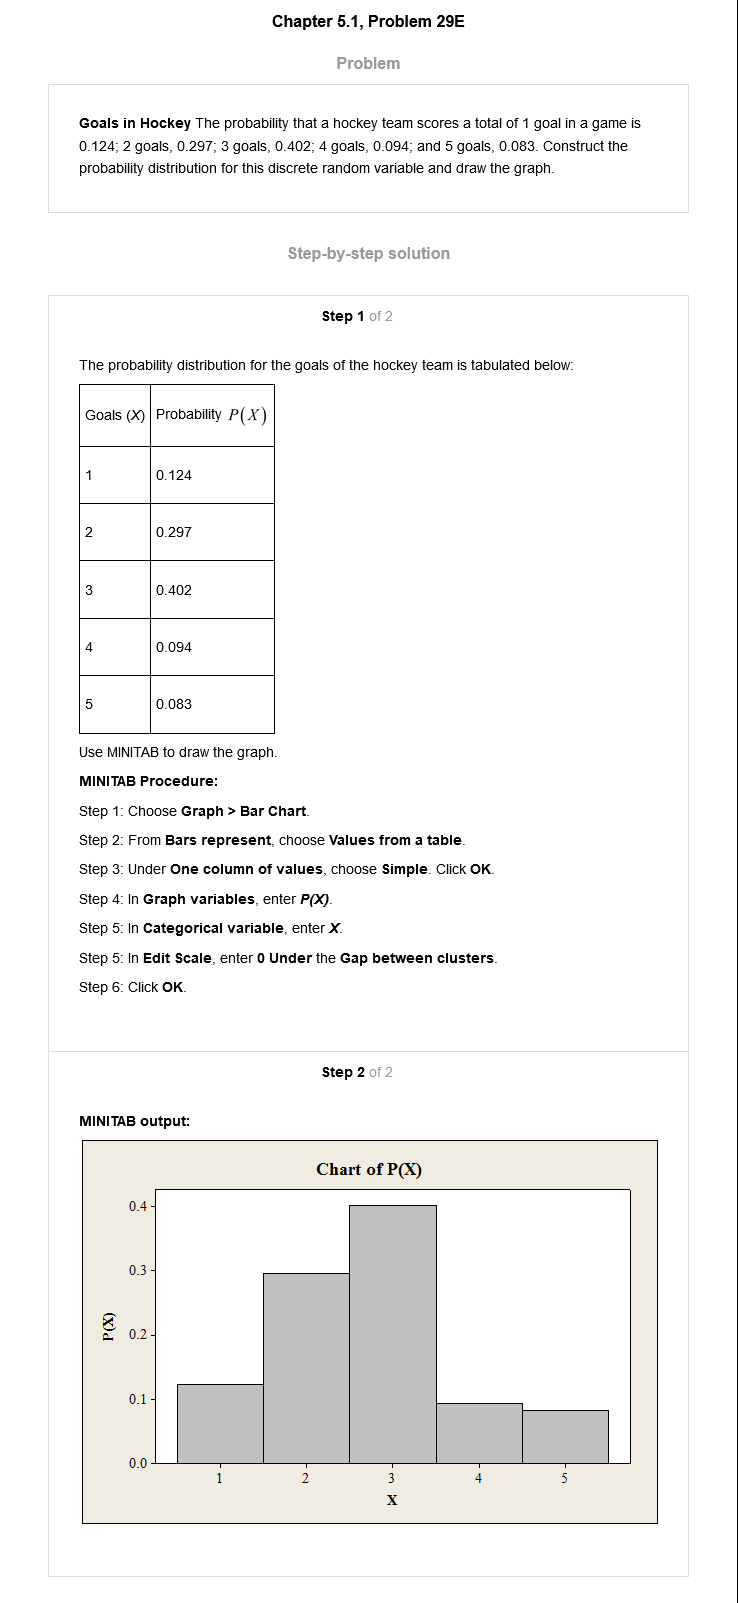 Chapter 5.1, Problem 29E
Problem
Goals in Hockey The probability that a hockey team scores a total of 1 goal in a game is
0.124; 2 goals, 0.297; 3 goals, 0.402; 4 goals, 0.094; and 5 goals, 0.083. Construct the
probability distribution for this discrete random variable and draw the graph.
Step-by-step solution
Step 1 of 2
The probability distribution for the goals of the hockey team is tabulated below:
Goals (X) Probability P(X)
1 0.124
2 0.297
3 0.402
4 0.094
5 0.083
Use MINITAB to draw the graph.
MINITAB Procedure:
Step 1: Choose Graph > Bar Chart.
Step 2: From Bars represent, choose Values from a table.
Step 3: Under One column of values, choose Simple. Click OK.
Step 4: In Graph variables, enter P(X).
Step 5: In Categorical variable, enter X.
Step 5: In Edit Scale, enter 0 Under the Gap between clusters.
Step 6: Click OK.
Step 2 of 2
MINITAB output:
Chart of P(X)
0.4
0.3
P(X)
0.2
0.1
0.0
1 2 3 4 5
X